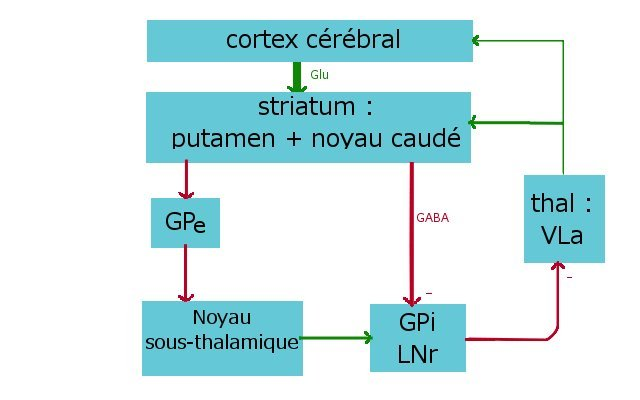 cortex cérébral
Glu
striatum :
putamen + noyau caudé
GPe
GABA
thal :
VLa
–
–
Noyau
sous-thalamique
GPi
LNr